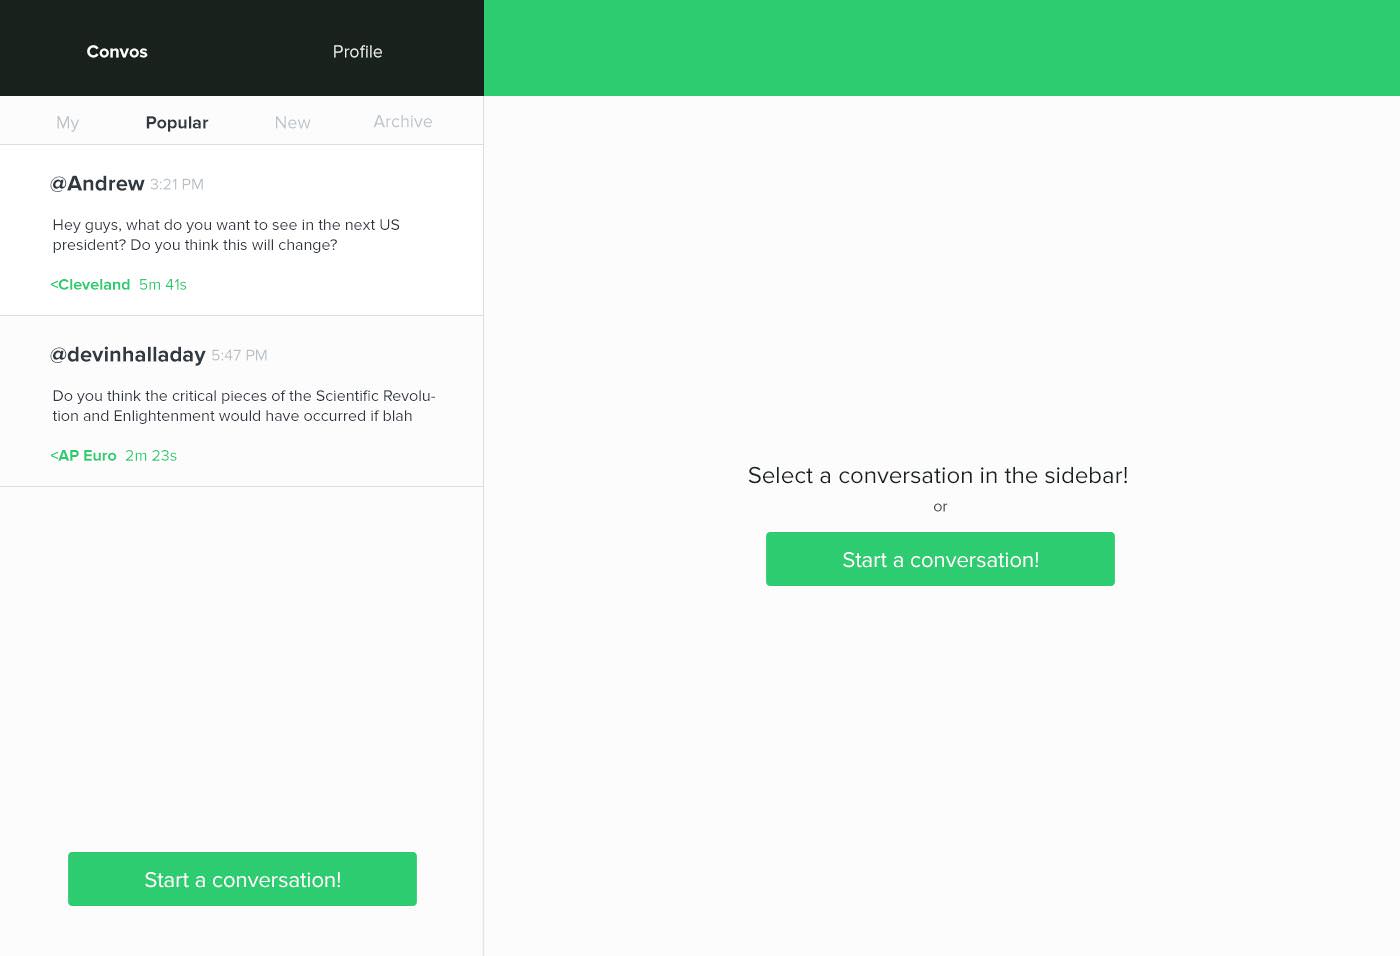 Convos
Profile
My
Popular
New
Archive
@Andrew 3:21 PM
Hey guys, what do you want to see in the next US
president? Do you think this will change?
<Cleveland 5m 41s
@devinhalladay 5:47 PM
Do you think the critical pieces of the Scientific Revolu-
tion and Enlightenment would have occurred if blah
<AP Euro 2m 23s
Start a conversation!
Select a conversation in the sidebar!
or
Start a conversation!